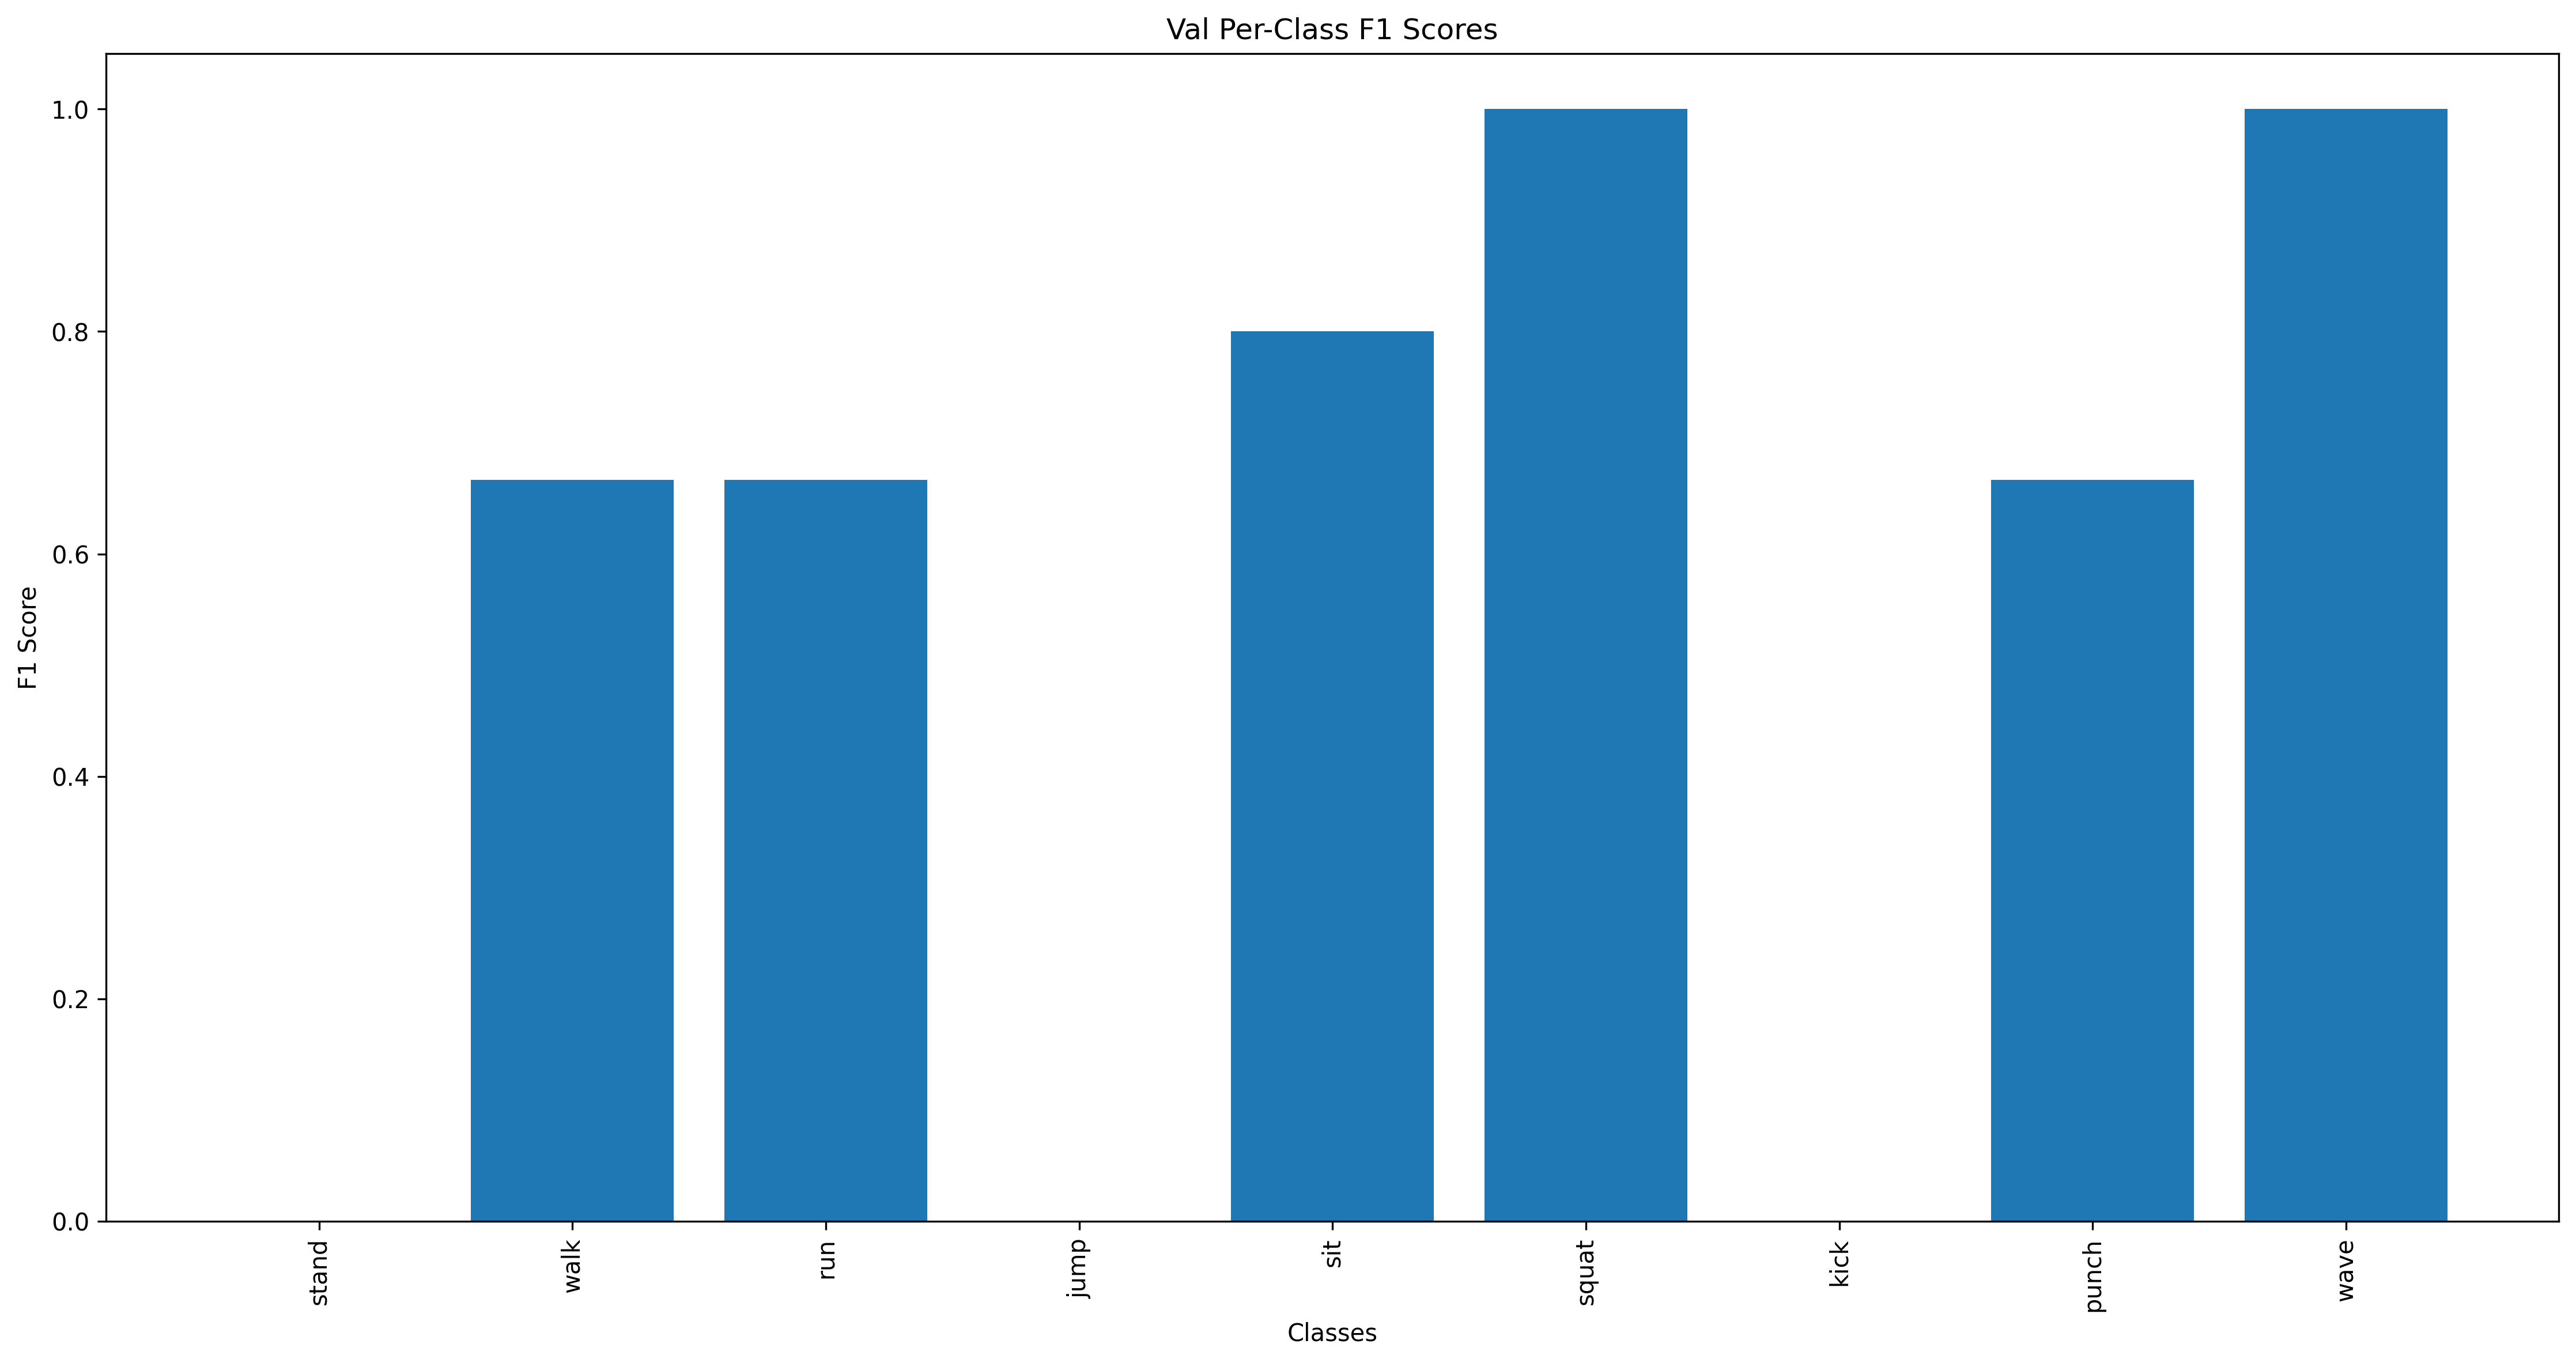 Val Per-Class F1 Scores
1.0
0.8
0.6
0.4
0.2
0.0
F1 Score
stand
walk
run
jump
sit
squat
kick
punch
wave
Classes